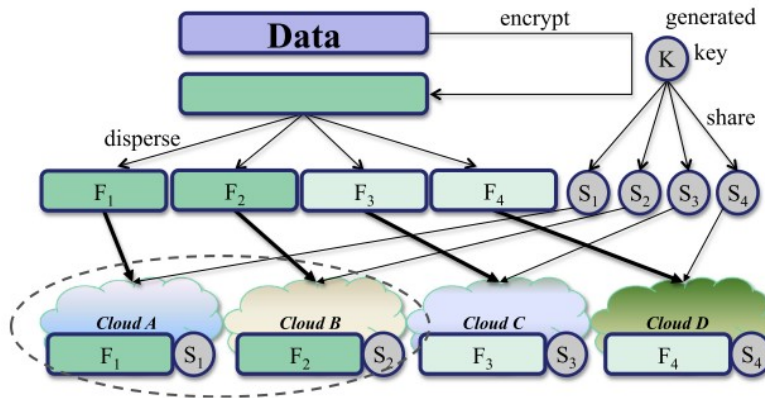 generated
encrypt
Data
K key
share
disperse
F₁ F₂ F₃ F₄ S₁ S₂ S₃ S₄
Cloud A Cloud B Cloud C Cloud D
F₁ S₁ F₂ S₂ F₃ S₃ F₄ S₄